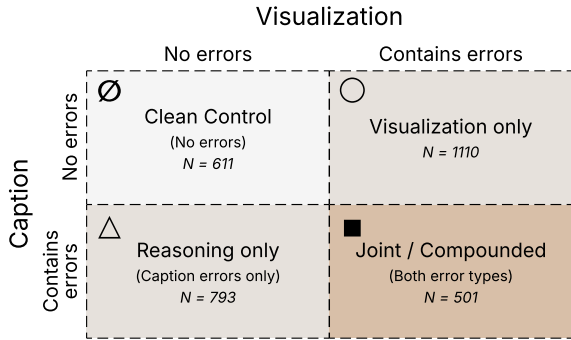 Visualization
No errors
Contains errors
Caption
No errors
Contains
errors
Ø
Clean Control
(No errors)
N = 611
Visualization only
N = 1110
Reasoning only
(Caption errors only)
N = 793
Joint / Compounded
(Both error types)
N = 501